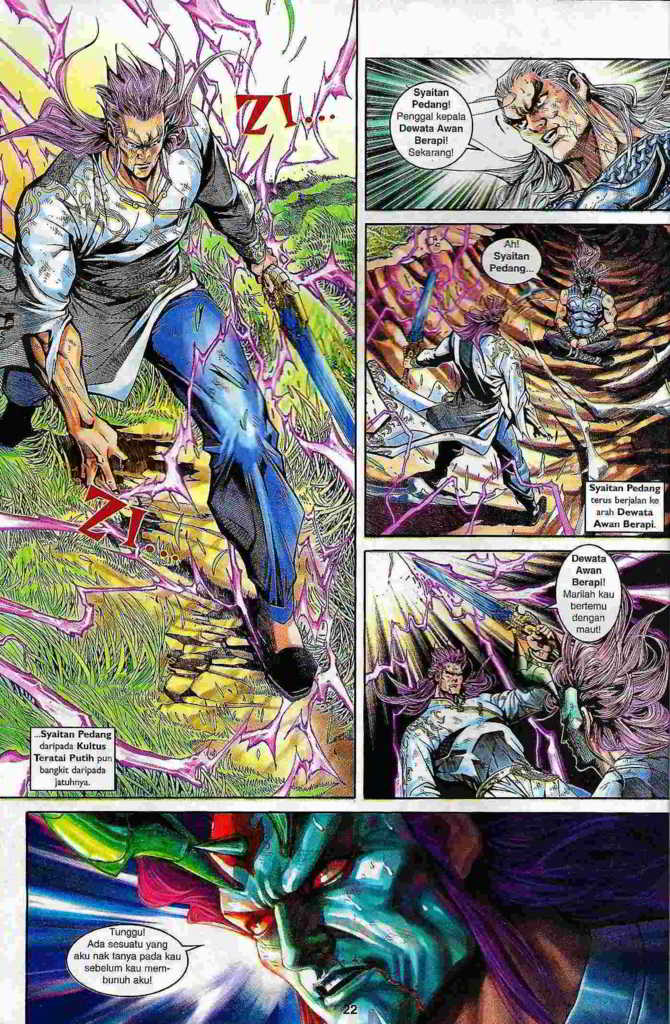 ZI...
ZI...
...Syaitan Pedang
daripada Kultus
Teratai Putih pun
bangkit daripada
jatuhnya.
Syaitan
Pedang!
Penggal kepala
Dewata Awan
Berapi!
Sekarang!
Ah!
Syaitan
Pedang...
Syaitan Pedang
terus berjalan ke
arah Dewata
Awan Berapi.
Dewata
Awan
Berapi!
Marilah kau
bertemu
dengan
maut!
Tunggu!
Ada sesuatu yang
aku nak tanya pada kau
sebelum kau mem-
bunuh aku!
22